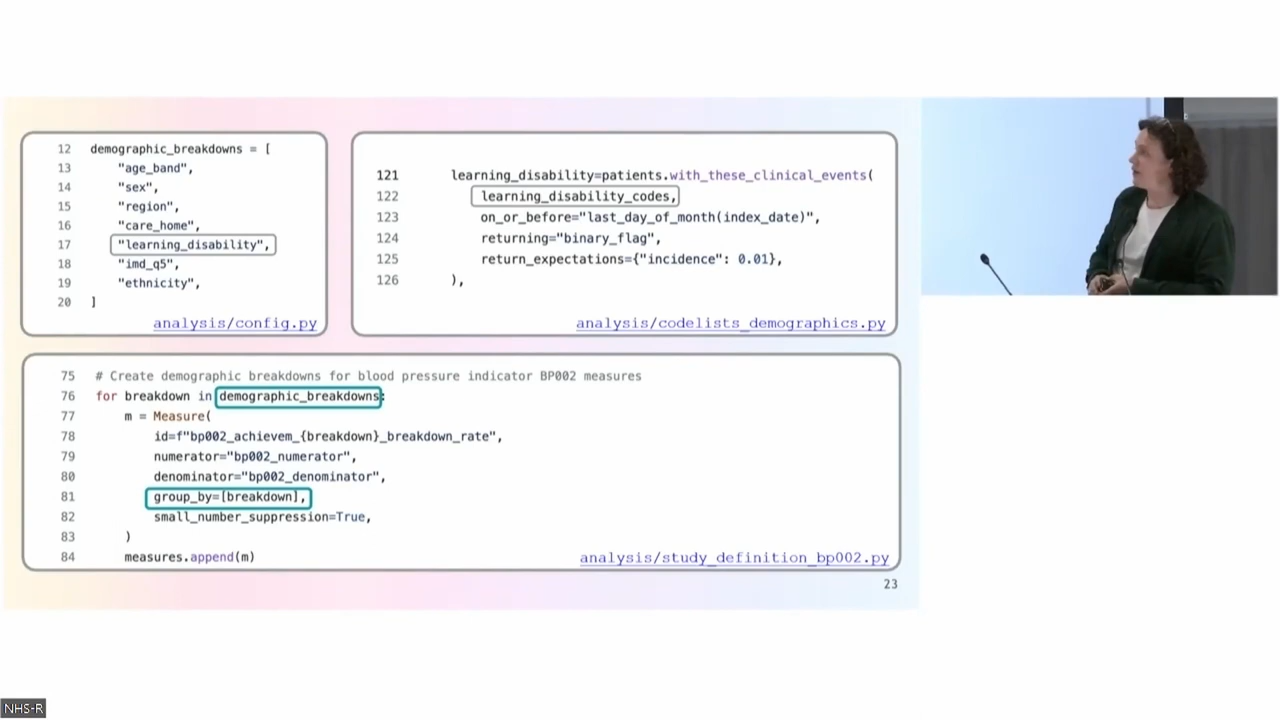 12 demographic_breakdowns = [
13 "age_band",
14 "sex",
15 "region",
16 "care_home",
17 "learning_disability",
18 "imd_q5",
19 "ethnicity",
20 ]
analysis/config.py
121 learning_disability=patients.with_these_clinical_events(
122 learning_disability_codes,
123 on_or_before="last_day_of_month(index_date)",
124 returning="binary_flag",
125 return_expectations={"incidence": 0.01},
126 ),
analysis/codelists_demographics.py
75 # Create demographic breakdowns for blood pressure indicator BP002 measures
76 for breakdown in demographic_breakdowns:
77 m = Measure(
78 id=f"bp002_achievem_{breakdown}_breakdown_rate",
79 numerator="bp002_numerator",
80 denominator="bp002_denominator",
81 group_by=[breakdown],
82 small_number_suppression=True,
83 )
84 measures.append(m)
analysis/study_definition_bp002.py
23
NHS-R